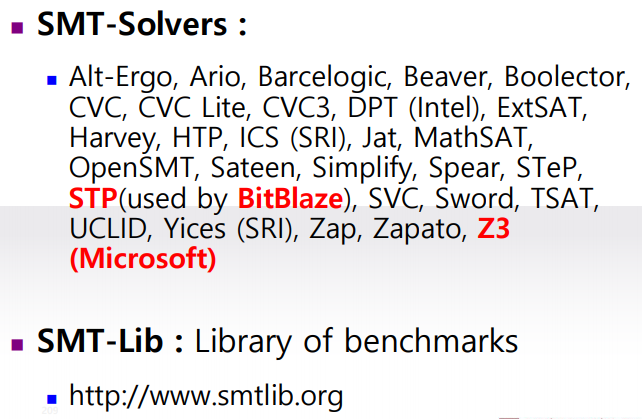 SMT-Solvers :
Alt-Ergo, Ario, Barcelogic, Beaver, Boolector,
CVC, CVC Lite, CVC3, DPT (Intel), ExtSAT,
Harvey, HTP, ICS (SRI), Jat, MathSAT,
OpenSMT, Sateen, Simplify, Spear, STeP,
STP(used by BitBlaze), SVC, Sword, TSAT,
UCLID, Yices (SRI), Zap, Zapato, Z3
(Microsoft)
SMT-Lib : Library of benchmarks
http://www.smtlib.org